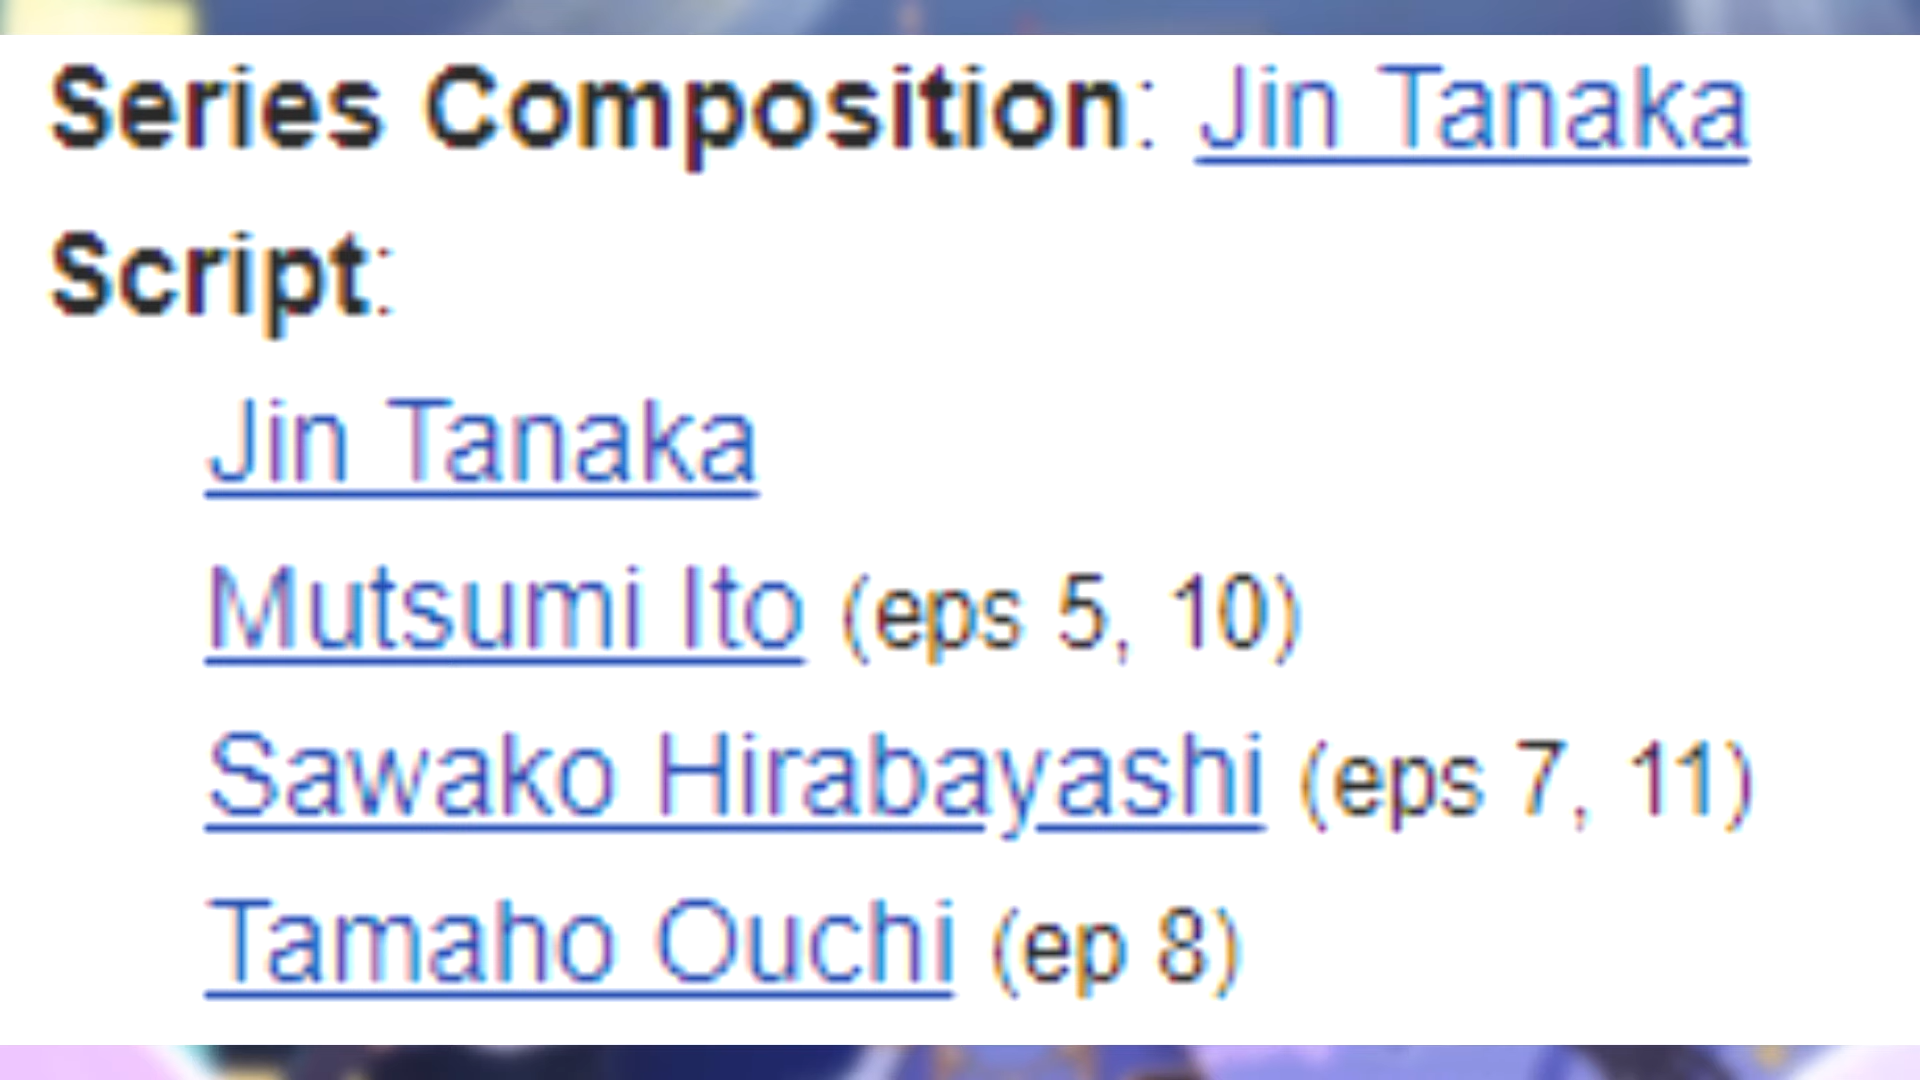 Series Composition: Jin Tanaka
Script:
Jin Tanaka
Mutsumi Ito (eps 5, 10)
Sawako Hirabayashi (eps 7, 11)
Tamaho Ouchi (ep 8)